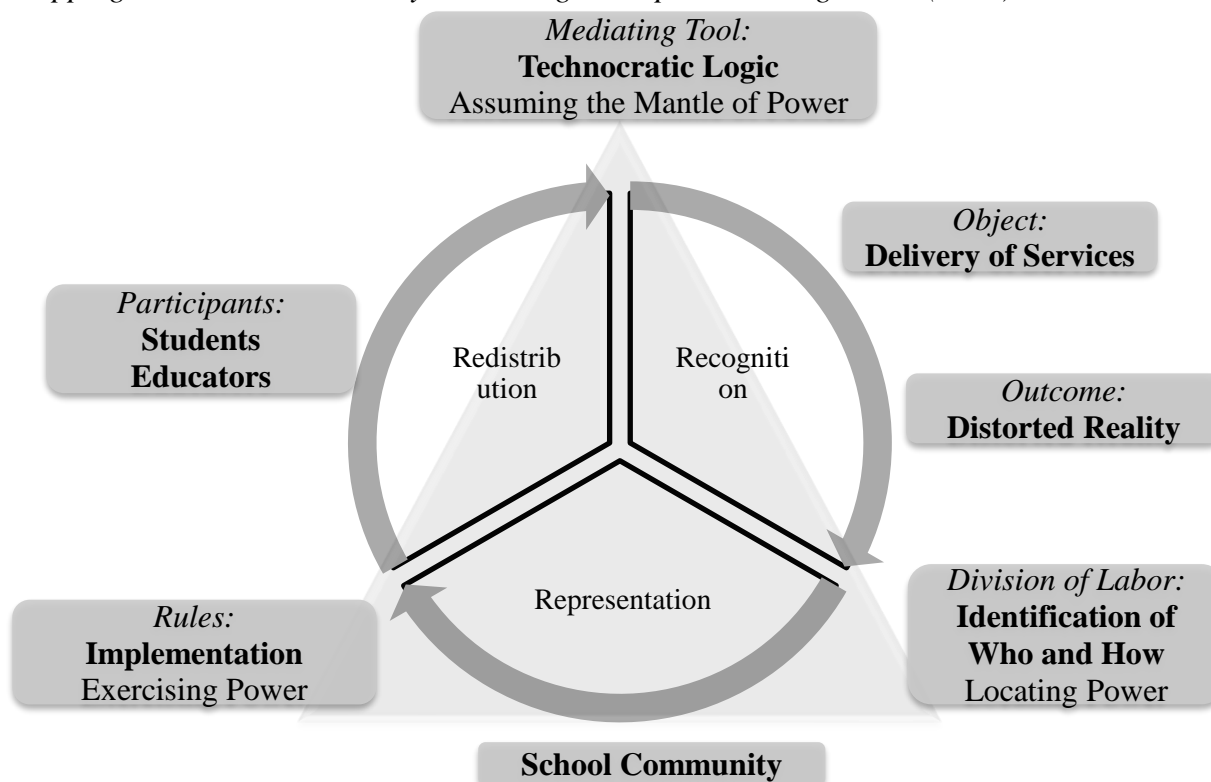 Mediating Tool:
Technocratic Logic
Assuming the Mantle of Power
Object:
Delivery of Services
Participants:
Students
Educators
Redistrib
ution
Recogniti
on
Outcome:
Distorted Reality
Representation
Rules:
Implementation
Exercising Power
Division of Labor:
Identification of
Who and How
Locating Power
School Community